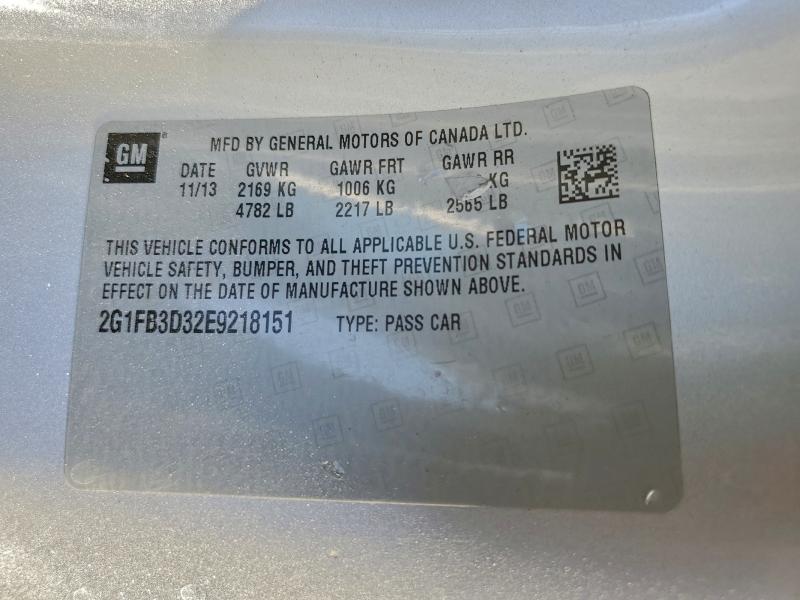 GM
MFD BY GENERAL MOTORS OF CANADA LTD.
DATE GVWR GAWR FRT GAWR RR
11/13 2169 KG 1006 KG KG
4782 LB 2217 LB 2565 LB
THIS VEHICLE CONFORMS TO ALL APPLICABLE U.S. FEDERAL MOTOR
VEHICLE SAFETY, BUMPER, AND THEFT PREVENTION STANDARDS IN
EFFECT ON THE DATE OF MANUFACTURE SHOWN ABOVE.
2G1FB3D32E9218151 TYPE: PASS CAR